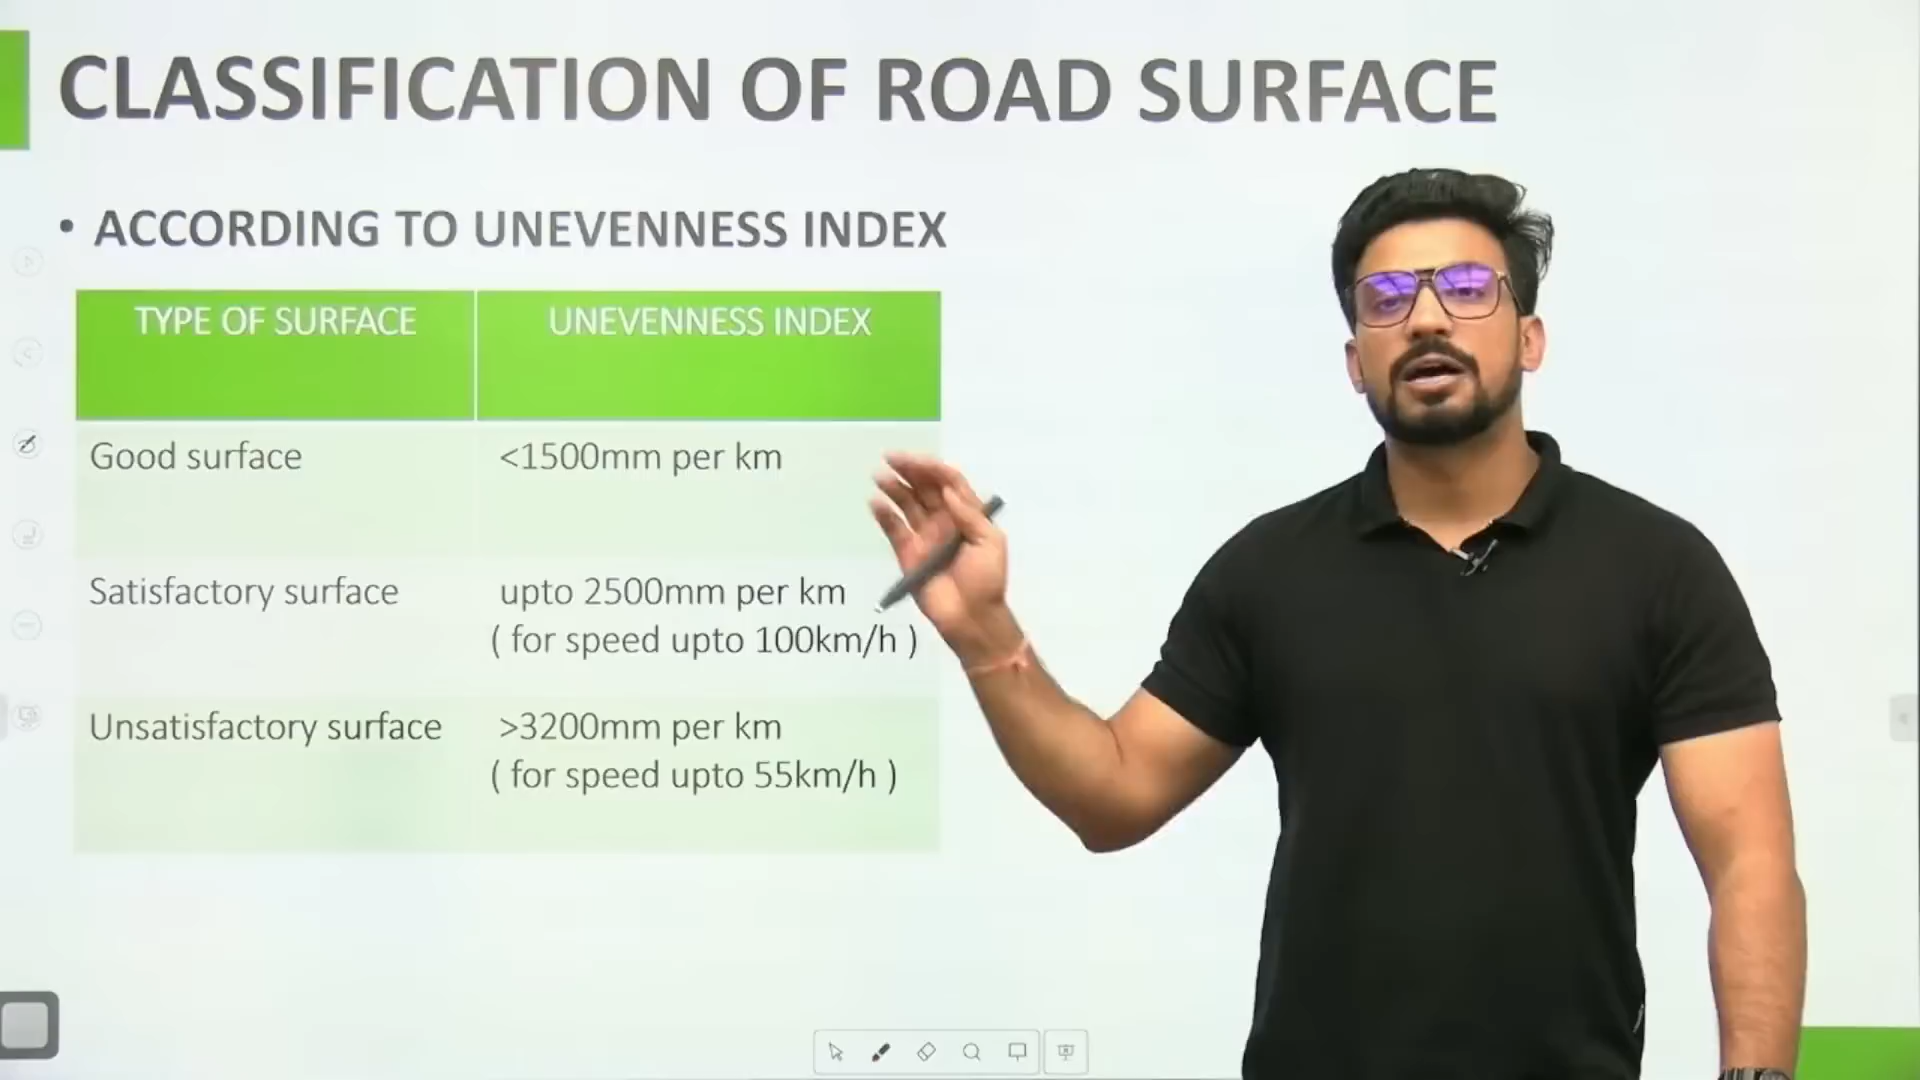 CLASSIFICATION OF ROAD SURFACE
• ACCORDING TO UNEVENNESS INDEX
TYPE OF SURFACE UNEVENNESS INDEX
Good surface <1500mm per km
Satisfactory surface upto 2500mm per km
( for speed upto 100km/h )
Unsatisfactory surface >3200mm per km
( for speed upto 55km/h )